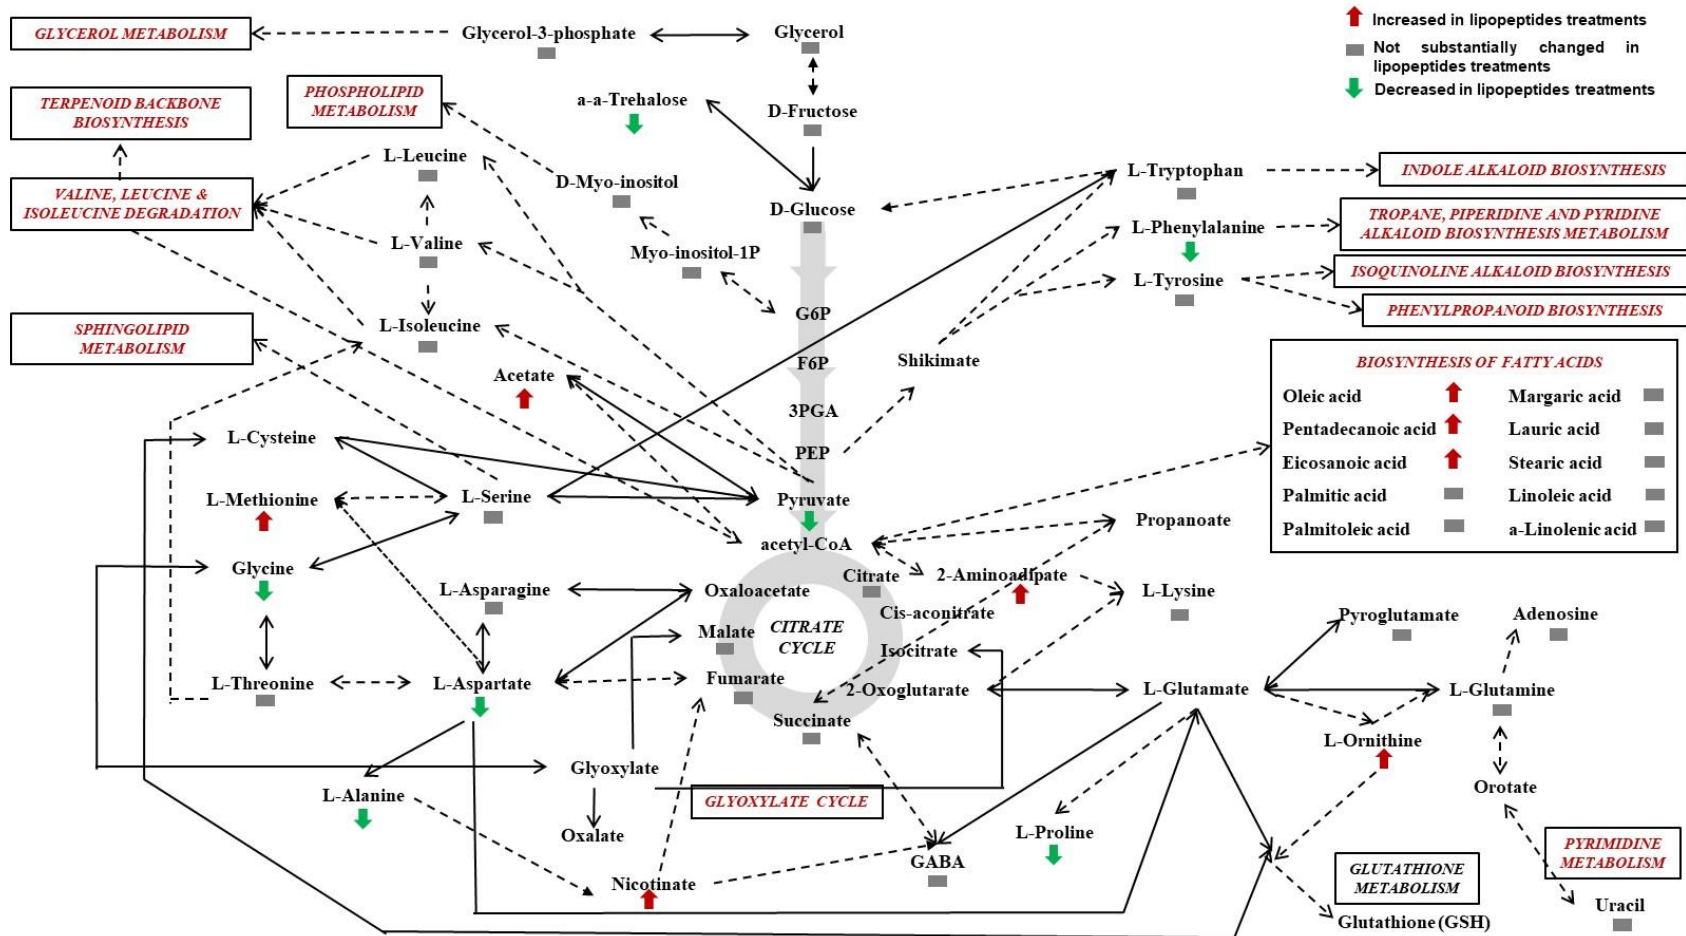 Increased in lipopeptides treatments
Not substantially changed in
lipopeptides treatments
Decreased in lipopeptides treatments
GLYCEROL METABOLISM
Glycerol-3-phosphate
Glycerol
TERPENOID BACKBONE
BIOSYNTHESIS
PHOSPHOLIPID
METABOLISM
a-a-Trehalose
D-Fructose
L-Leucine
D-Myo-inositol
VALINE, LEUCINE &
ISOLEUCINE DEGRADATION
D-Glucose
L-Tryptophan
INDOLE ALKALOID BIOSYNTHESIS
L-Valine
Myo-inositol-1P
L-Phenylalanine
TROPANE, PIPERIDINE AND PYRIDINE
ALKALOID BIOSYNTHESIS METABOLISM
L-Tyrosine
ISOQUINOLINE ALKALOID BIOSYNTHESIS
PHENYLPROPANOID BIOSYNTHESIS
SPHINGOLIPID
METABOLISM
L-Isoleucine
G6P
F6P
Shikimate
Acetate
3PGA
PEP
BIOSYNTHESIS OF FATTY ACIDS
Oleic acid
Margaric acid
Pentadecanoic acid
Lauric acid
Eicosanoic acid
Stearic acid
Palmitic acid
Linoleic acid
Palmitoleic acid
a-Linolenic acid
L-Cysteine
L-Methionine
L-Serine
Pyruvate
Propanoate
acetyl-CoA
Glycine
L-Asparagine
Oxaloacetate
Citrate
2-Aminoadipate
L-Lysine
Cis-aconitrate
Malate
CITRATE
CYCLE
Isocitrate
Pyroglutamate
Adenosine
L-Threonine
L-Aspartate
Fumarate
2-Oxoglutarate
L-Glutamate
L-Glutamine
Succinate
L-Ornithine
Glyoxylate
L-Alanine
GLYOXYLATE CYCLE
Orotate
Oxalate
L-Proline
GABA
Nicotinate
GLUTATHIONE
METABOLISM
PYRIMIDINE
METABOLISM
Glutathione (GSH)
Uracil